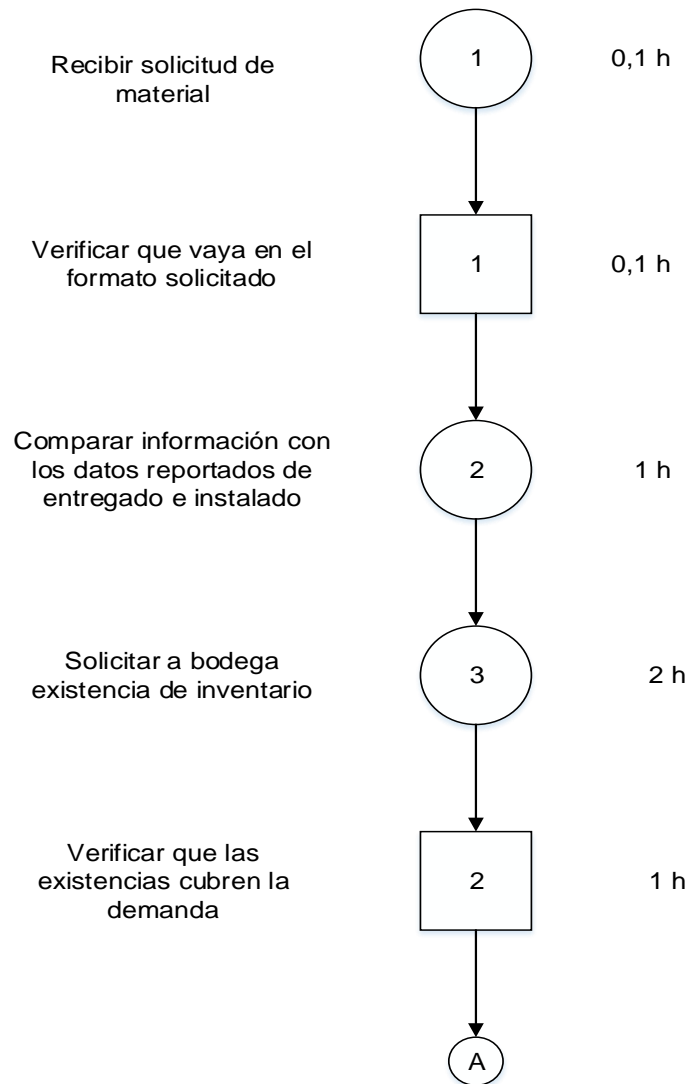 Recibir solicitud de
material
1
0,1 h
Verificar que vaya en el
formato solicitado
1
0,1 h
Comparar información con
los datos reportados de
entregado e instalado
2
1 h
Solicitar a bodega
existencia de inventario
3
2 h
Verificar que las
existencias cubren la
demanda
2
1 h
A